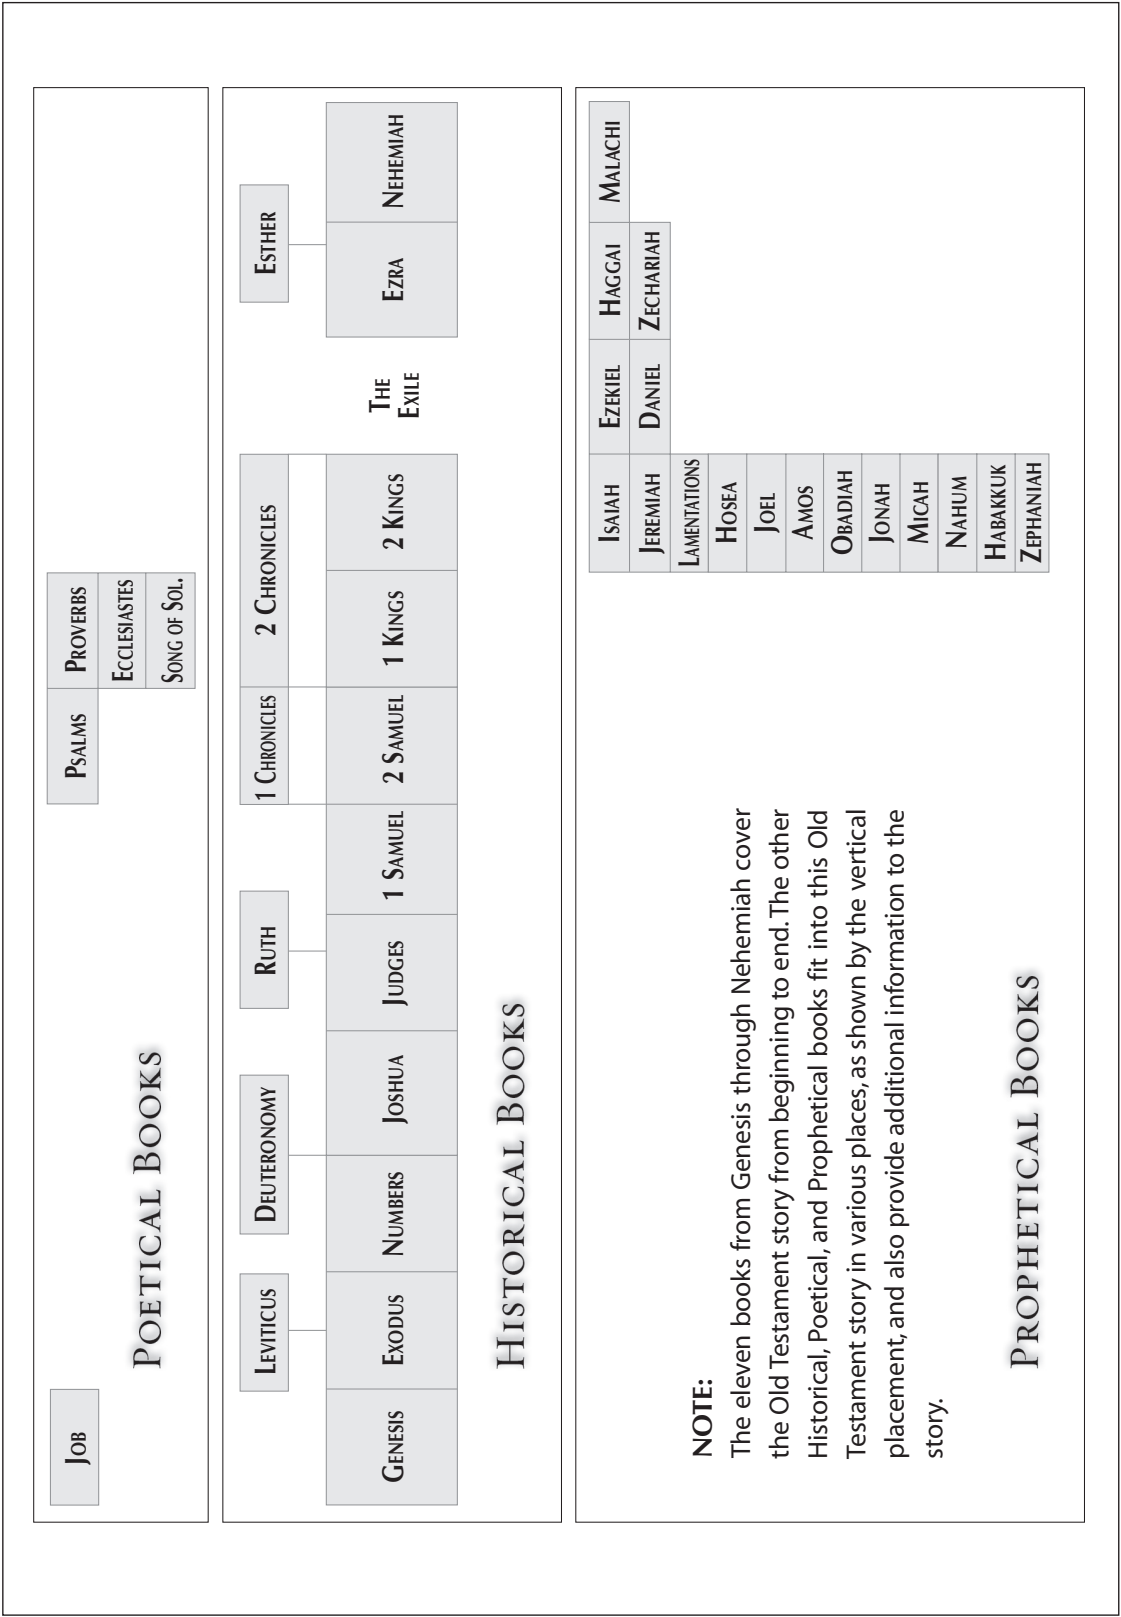 JOB
PSALMS
PROVERBS
ECCLESIASTES
SONG OF SOL.
POETICAL BOOKS
LEVITICUS
DEUTERONOMY
RUTH
1 CHRONICLES
2 CHRONICLES
ESTHER
GENESIS
EXODUS
NUMBERS
JOSHUA
JUDGES
1 SAMUEL
2 SAMUEL
1 KINGS
2 KINGS
THE
EXILE
EZRA
NEHEMIAH
HISTORICAL BOOKS
ISAIAH
JEREMIAH
LAMENTATIONS
HOSEA
JOEL
AMOS
OBADIAH
JONAH
MICAH
NAHUM
HABAKKUK
ZEPHANIAH
EZEKIEL
DANIEL
HAGGAI
ZECHARIAH
MALACHI
NOTE:
The eleven books from Genesis through Nehemiah cover
the Old Testament story from beginning to end. The other
Historical, Poetical, and Prophetical books fit into this Old
Testament story in various places, as shown by the vertical
placement, and also provide additional information to the
story.
PROPHETICAL BOOKS